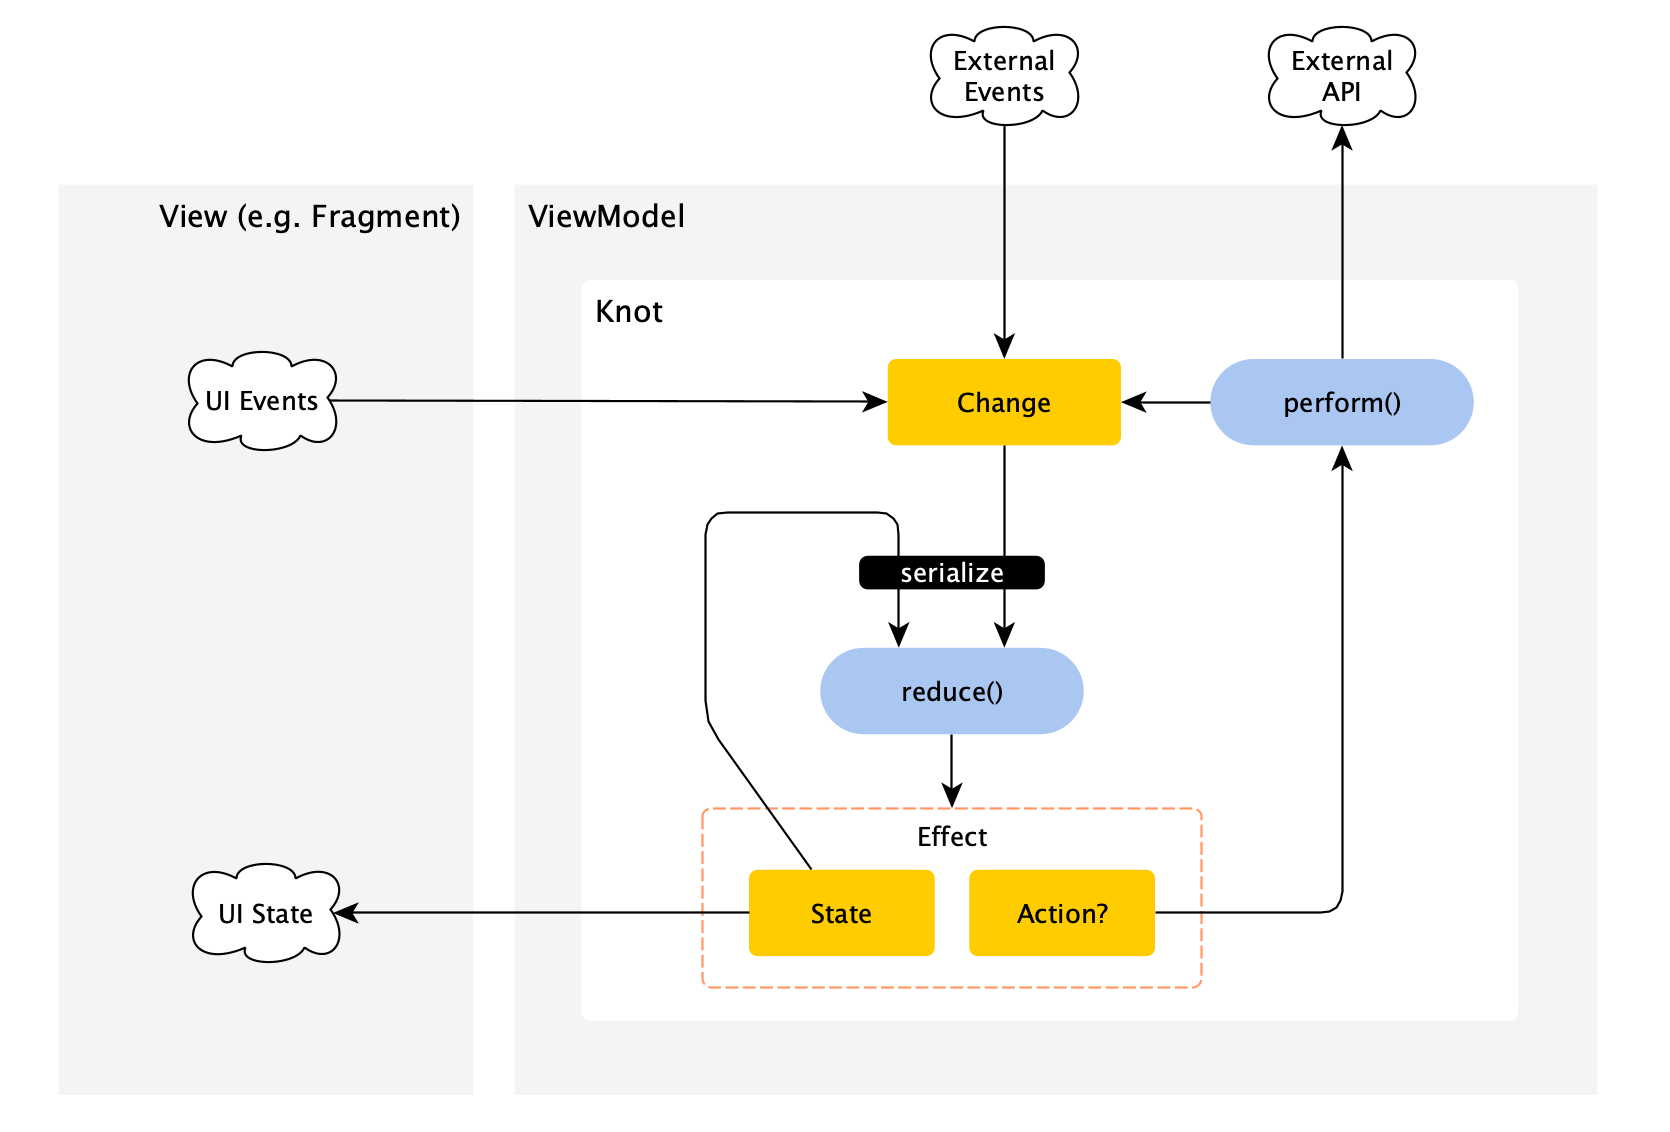 External
Events
External
API
View (e.g. Fragment)
ViewModel
Knot
UI Events
Change
perform()
serialize
reduce()
Effect
UI State
State
Action?